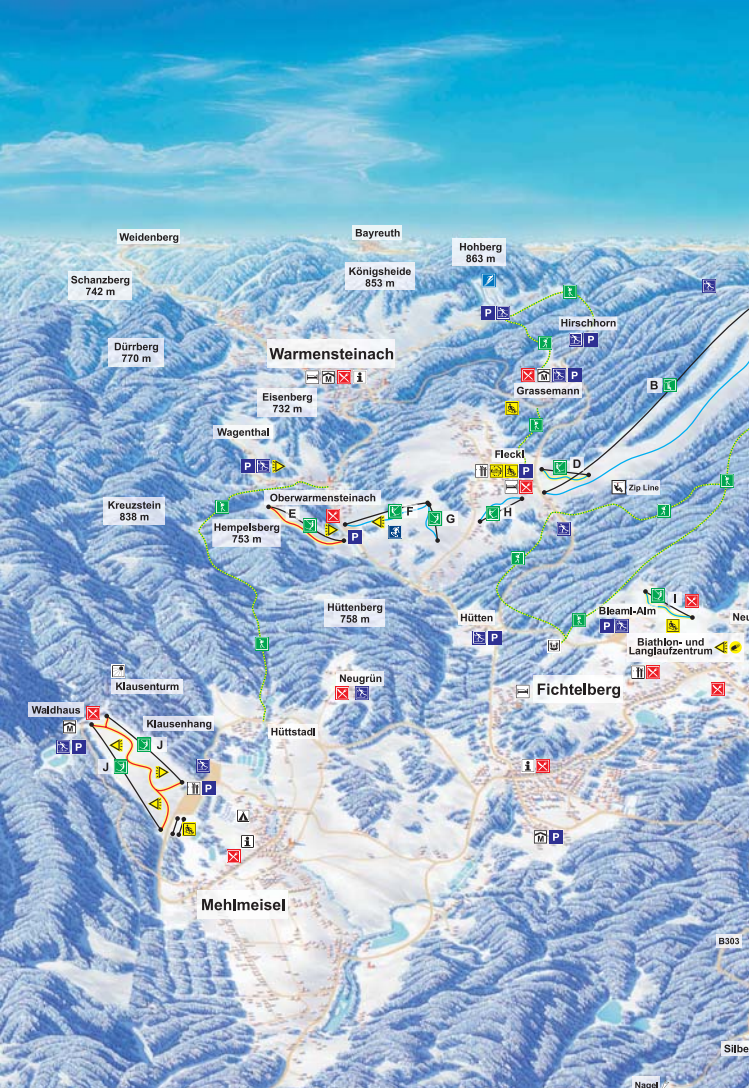 Weidenberg
Bayreuth
Hohberg
863 m
Königsheide
853 m
Schanzberg
742 m
P
Hirschhorn
P
Dürrberg
770 m
Warmensteinach
M
i
M
P
Grassemann
B
Eisenberg
732 m
Wagenthal
P
Fleckl
P
D
Zip Line
Oberwarmensteinach
Kreuzstein
838 m
E
F
G
H
Hempelsberg
753 m
P
Hüttenberg
758 m
Hütten
P
I
Bleaml-Alm
P
Neu
Biathlon- und
Langlaufzentrum
Neugrün
Fichtelberg
Klausenturm
Waldhaus
Klausenhang
M
P
J
J
Hüttstadl
P
i
i
M
P
Mehlmeisel
B303
Silbe
Nagel